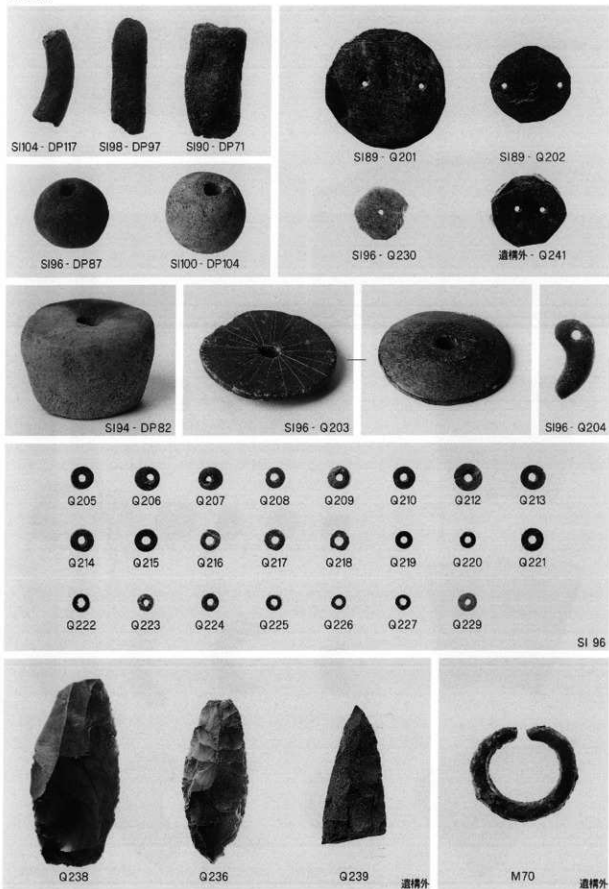 SI104 - DP117
SI98 - DP97
SI90 - DP71
SI89 - Q201
SI89 - Q202
SI96 - DP87
SI100 - DP104
SI96 - Q230
遺構外 - Q241
SI94 - DP82
SI96 - Q203
SI96 - Q204
Q205 Q206 Q207 Q208 Q209 Q210 Q212 Q213
Q214 Q215 Q216 Q217 Q218 Q219 Q220 Q221
Q222 Q223 Q224 Q225 Q226 Q227 Q229
SI 96
Q238 Q236 Q239 遺構外
M70 遺構外